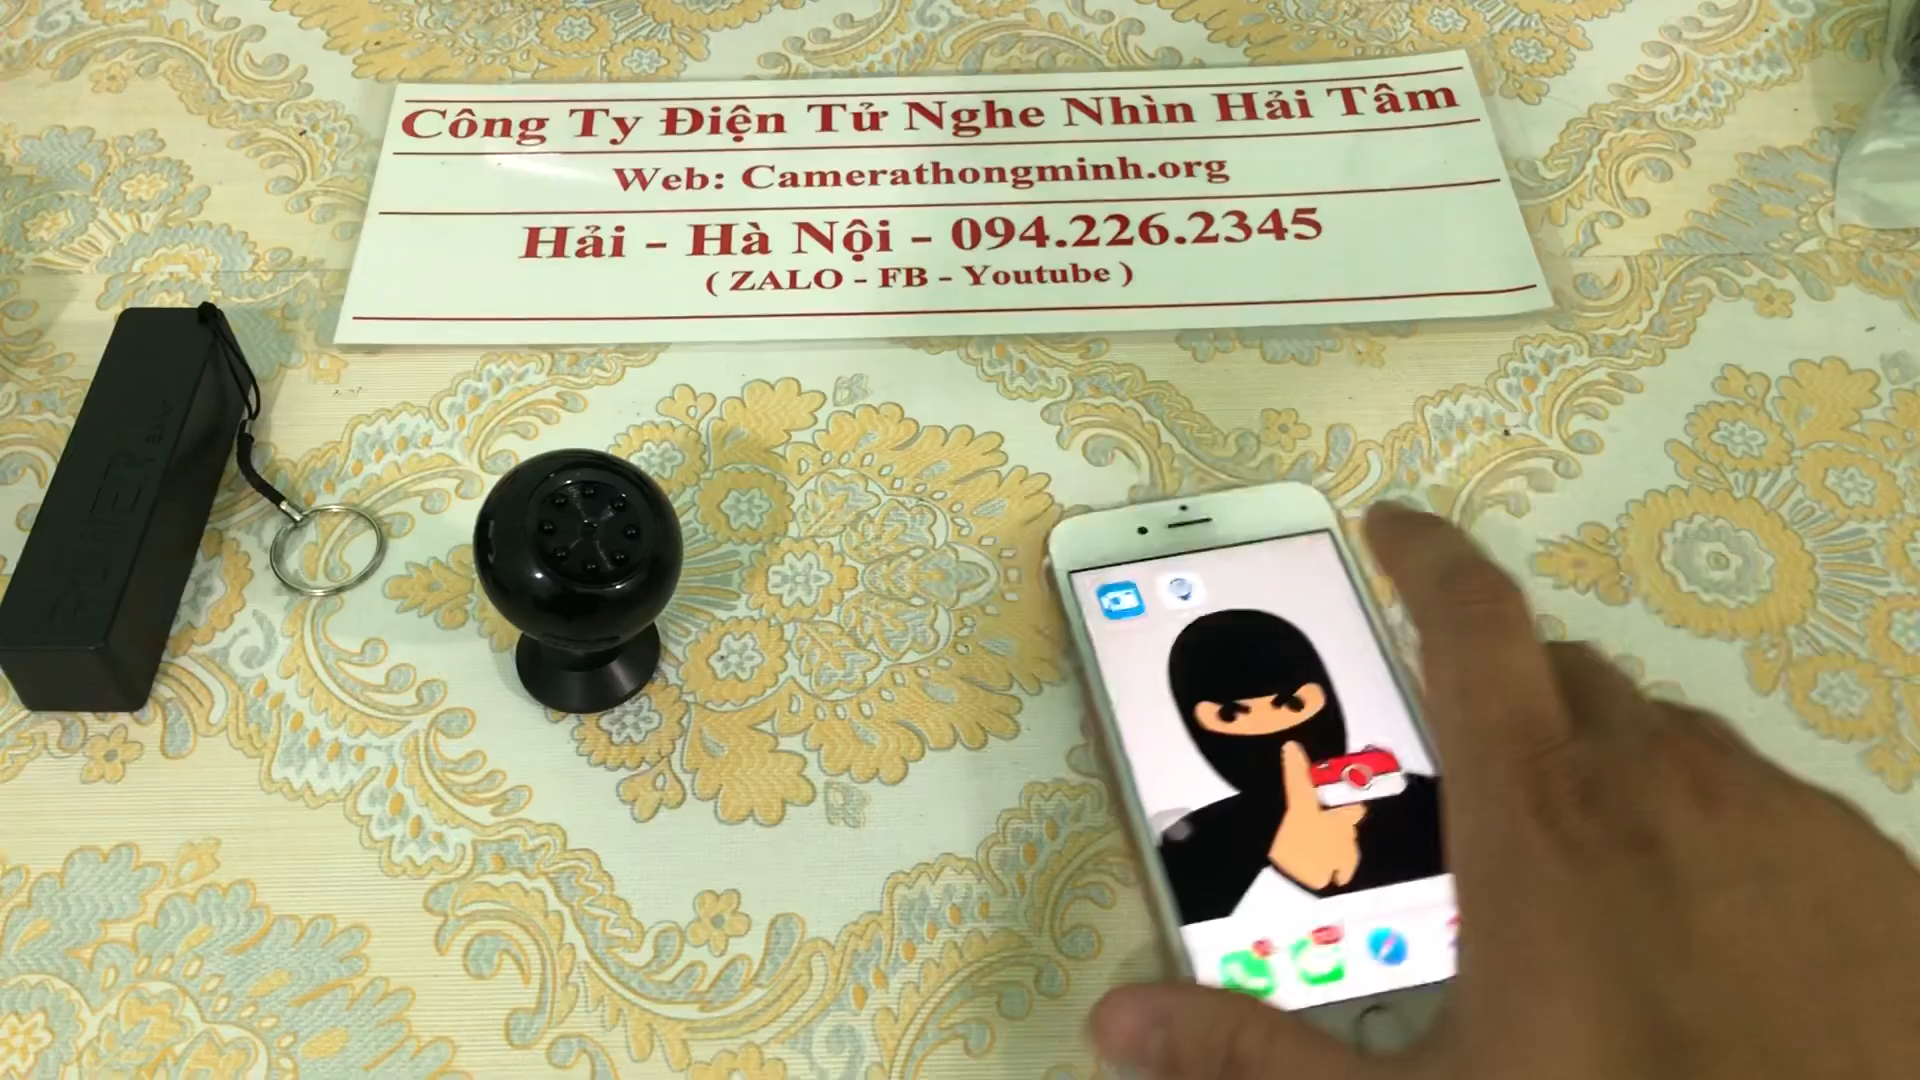 Công Ty Điện Tử Nghe Nhìn Hải Tâm
Web: Camerathongminh.org
Hải - Hà Nội - 094.226.2345
( ZALO - FB - Youtube )